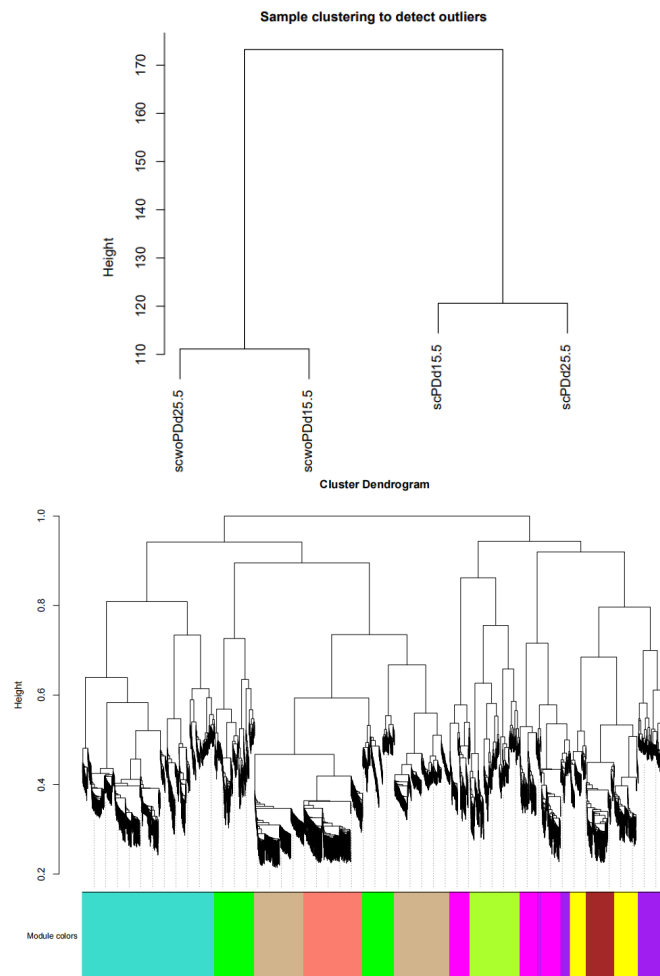 Sample clustering to detect outliers
Height
170
160
150
140
130
120
110
scwoPDd25.5
scwoPDd15.5
scPDd15.5
scPDd25.5
Cluster Dendrogram
Height
1.0
0.8
0.6
0.4
0.2
Module colors